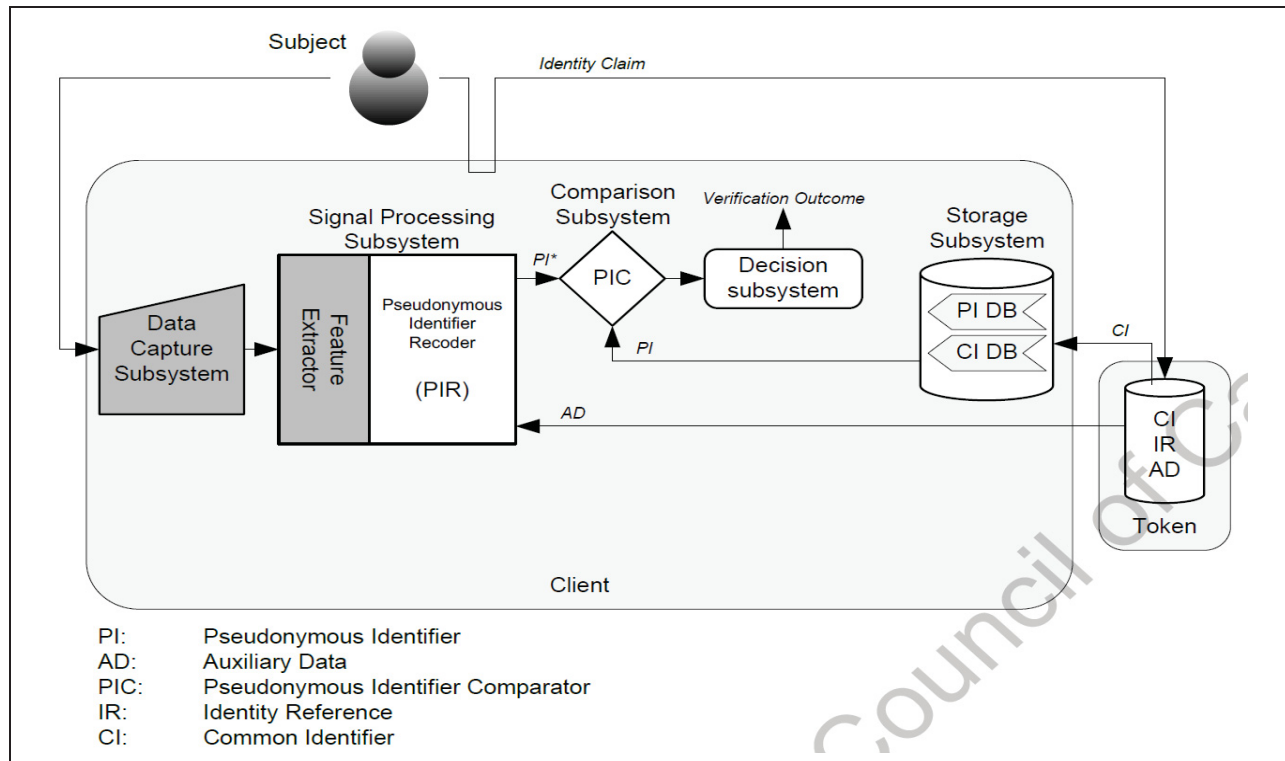 Subject
Identity Claim
Signal Processing
Subsystem
Comparison
Subsystem
Verification Outcome
Storage
Subsystem
Data
Capture
Subsystem
Feature
Extractor
Pseudonymous
Identifier
Recoder
(PIR)
PI*
PIC
Decision
subsystem
PI DB
CI DB
PI
CI
AD
CI
IR
AD
Token
Client
PI: Pseudonymous Identifier
AD: Auxiliary Data
PIC: Pseudonymous Identifier Comparator
IR: Identity Reference
CI: Common Identifier
Council of Ca